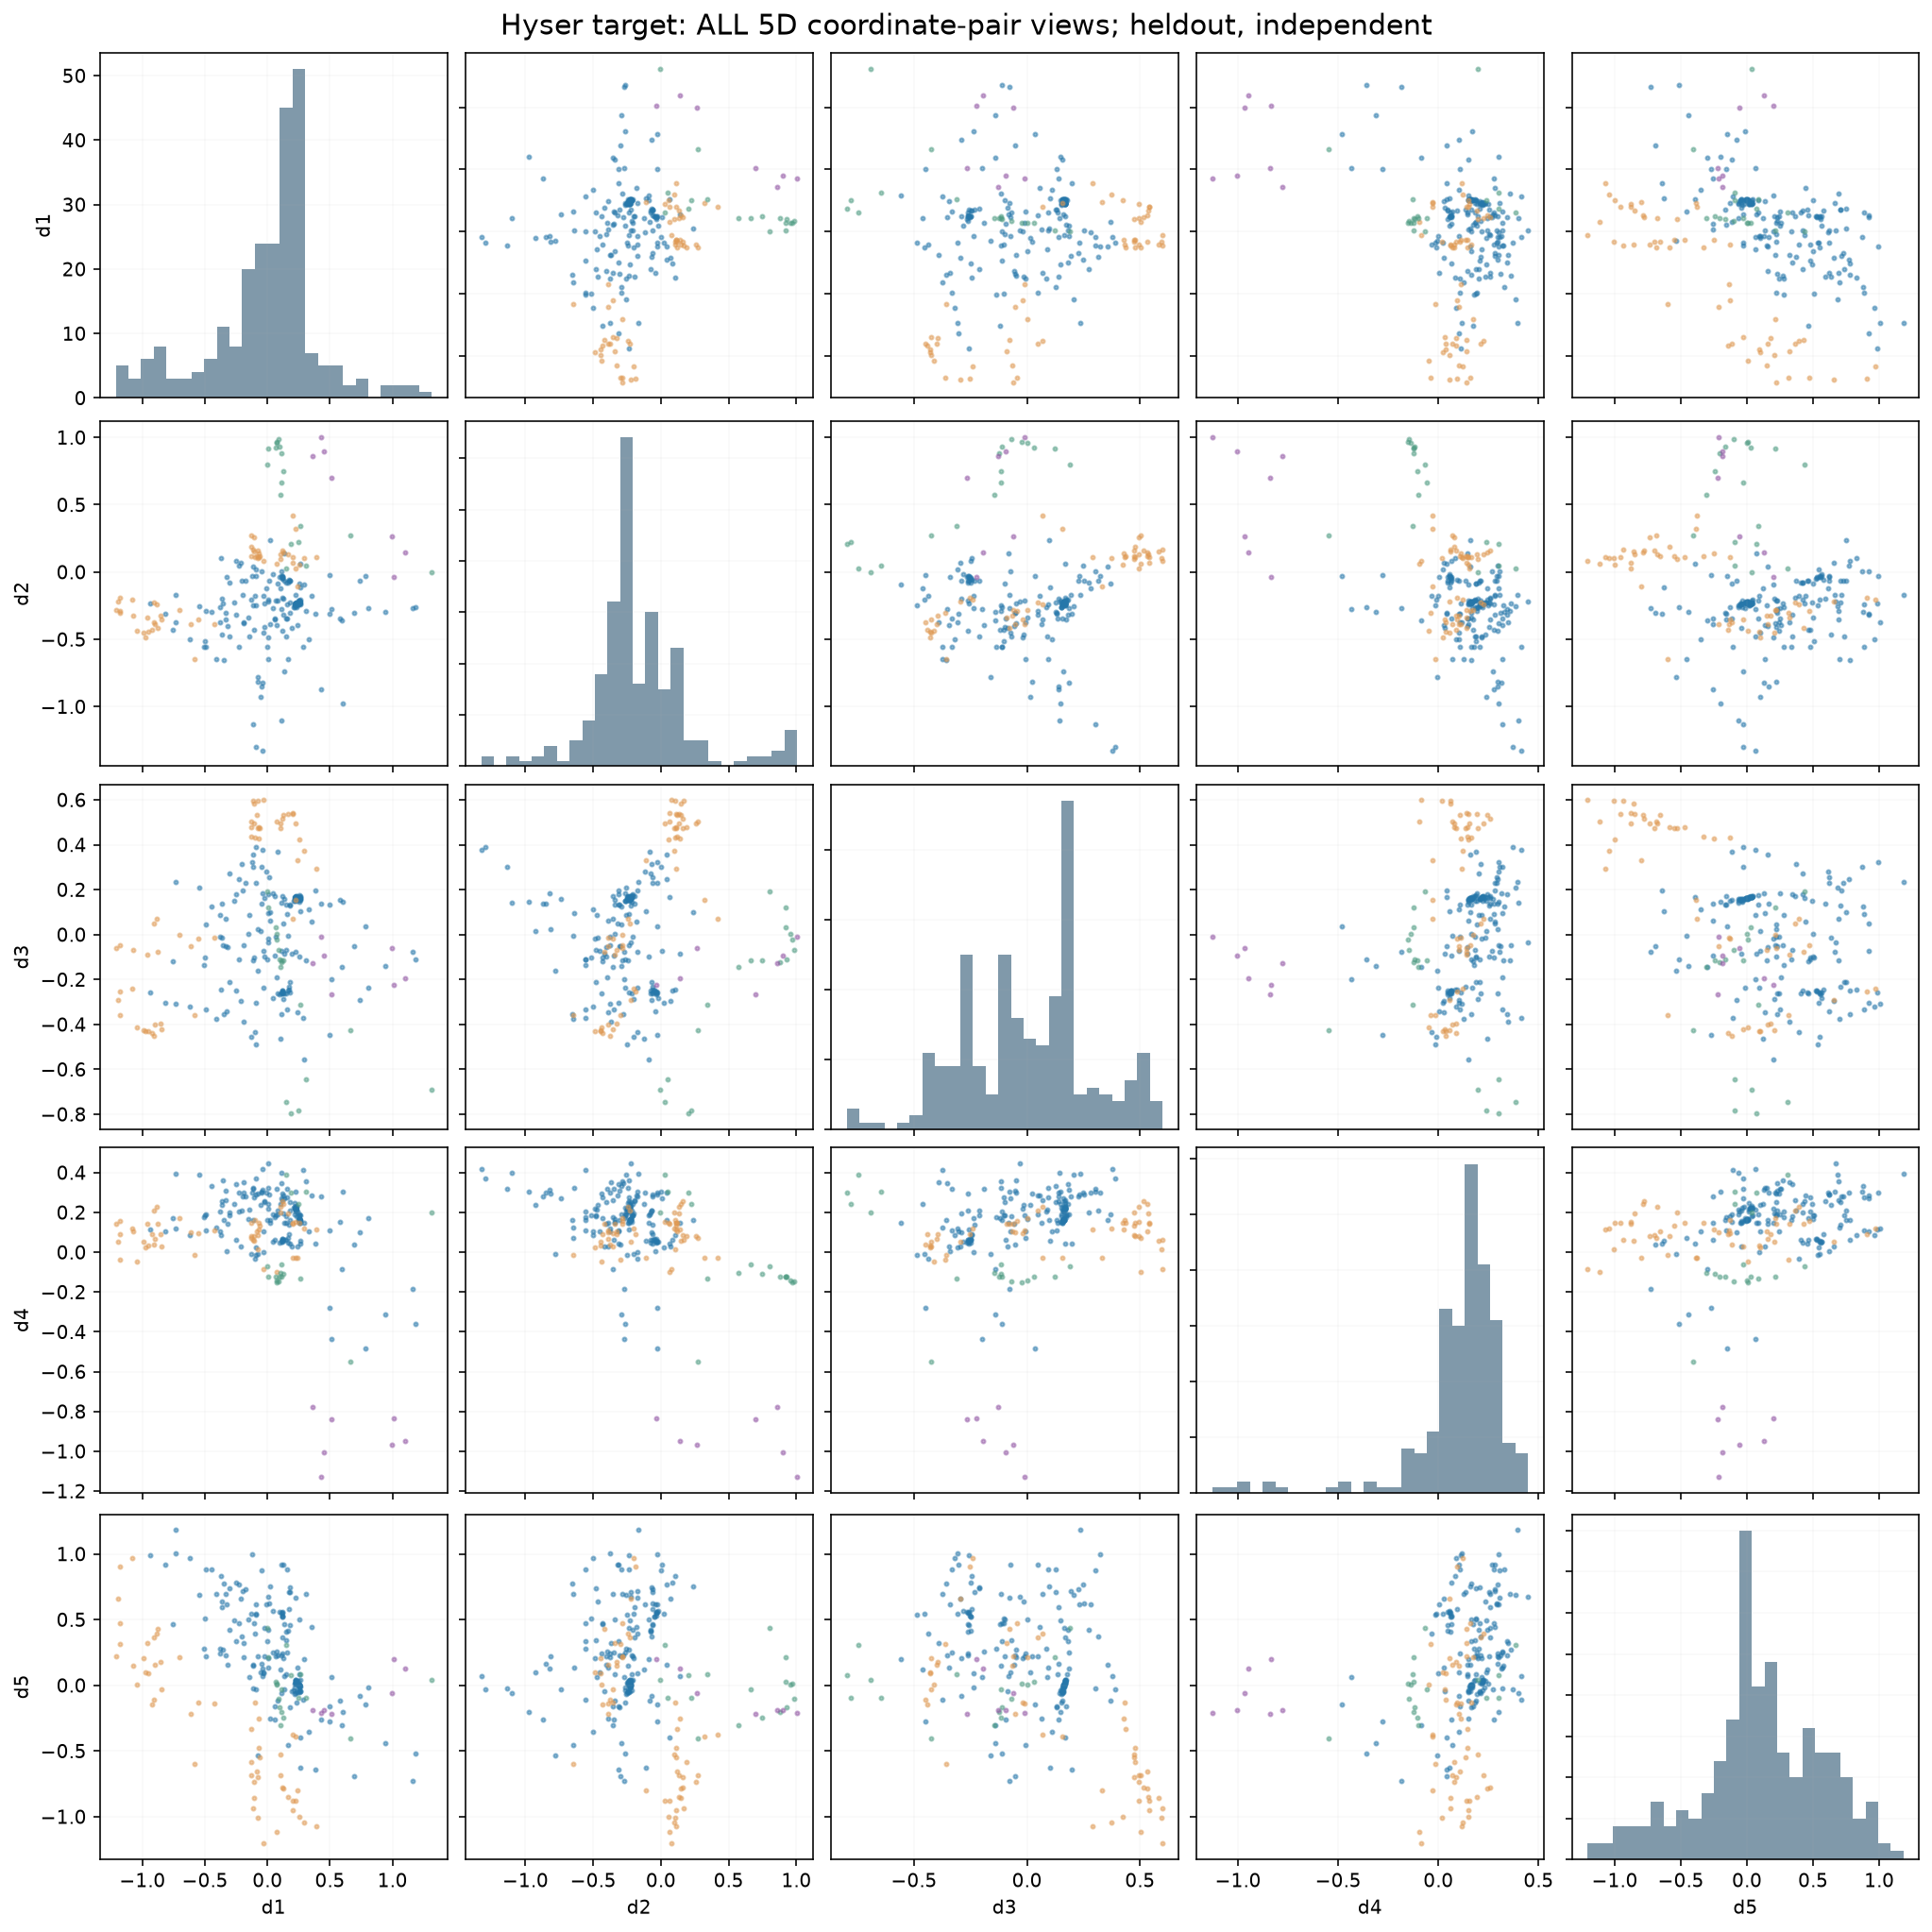 Hyser target: ALL 5D coordinate-pair views; heldout, independent
50
40
30
20
10
0
d1
1.0
0.5
0.0
−0.5
−1.0
d2
0.6
0.4
0.2
0.0
−0.2
−0.4
−0.6
−0.8
d3
0.4
0.2
0.0
−0.2
−0.4
−0.6
−0.8
−1.0
−1.2
d4
1.0
0.5
0.0
−0.5
−1.0
d5
−1.0 −0.5 0.0 0.5 1.0
−1.0 −0.5 0.0 0.5 1.0
−0.5 0.0 0.5
−1.0 −0.5 0.0 0.5
−1.0 −0.5 0.0 0.5 1.0
d1 d2 d3 d4 d5